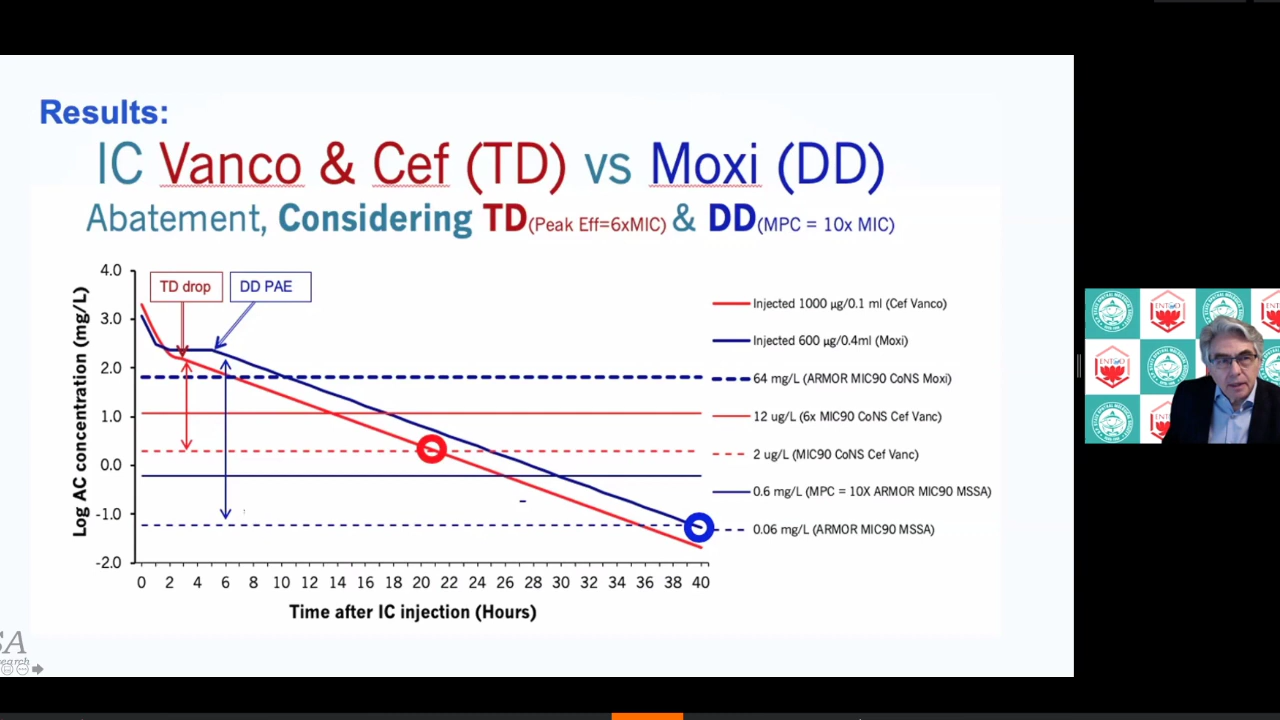 Results:
IC Vanco & Cef (TD) vs Moxi (DD)
Abatement, Considering TD(Peak Eff=6xMIC) & DD(MPC = 10x MIC)
TD drop
DD PAE
Log AC concentration (mg/L)
4.0
3.0
2.0
1.0
0.0
-1.0
-2.0
0 2 4 6 8 10 12 14 16 18 20 22 24 26 28 30 32 34 36 38 40
Time after IC injection (Hours)
Injected 1000 µg/0.1 ml (Cef Vanco)
Injected 600 µg/0.4ml (Moxi)
64 mg/L (ARMOR MIC90 CoNS Moxi)
12 ug/L (6x MIC90 CoNS Cef Vanc)
2 ug/L (MIC90 CoNS Cef Vanc)
0.6 mg/L (MPC = 10X ARMOR MIC90 MSSA)
0.06 mg/L (ARMOR MIC90 MSSA)
SA
earch